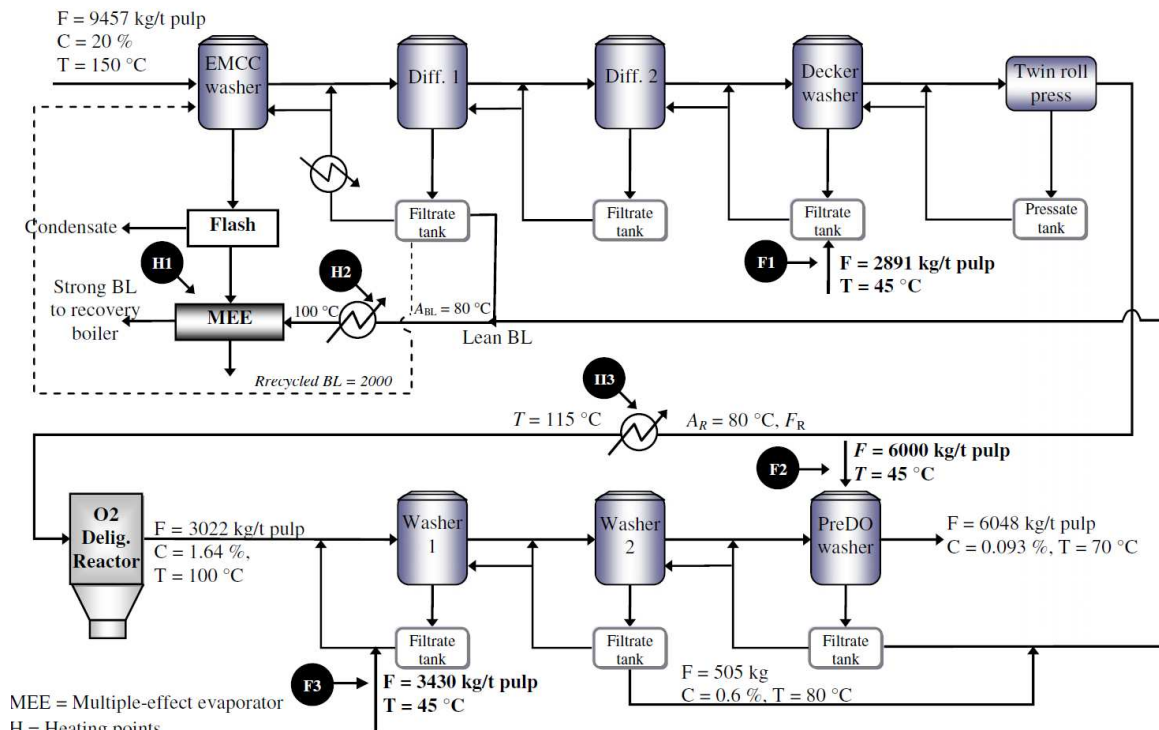 F = 9457 kg/t pulp
C = 20 %
T = 150 °C
EMCC
washer
Diff. 1
Diff. 2
Decker
washer
Twin roll
press
Condensate
Flash
Filtrate
tank
Filtrate
tank
Filtrate
tank
Pressate
tank
H1
H2
F1
F = 2891 kg/t pulp
T = 45 °C
Strong BL
to recovery
boiler
MEE
100 °C
A_BL = 80 °C
Lean BL
Rrecycled BL = 2000
H3
T = 115 °C
A_R = 80 °C, F_R
F2
F = 6000 kg/t pulp
T = 45 °C
O2
Delig.
Reactor
F = 3022 kg/t pulp
C = 1.64 %,
T = 100 °C
Washer
1
Washer
2
PreDO
washer
F = 6048 kg/t pulp
C = 0.093 %, T = 70 °C
Filtrate
tank
Filtrate
tank
Filtrate
tank
F3
F = 3430 kg/t pulp
T = 45 °C
F = 505 kg
C = 0.6 %, T = 80 °C
MEE = Multiple-effect evaporator
H = Heating points